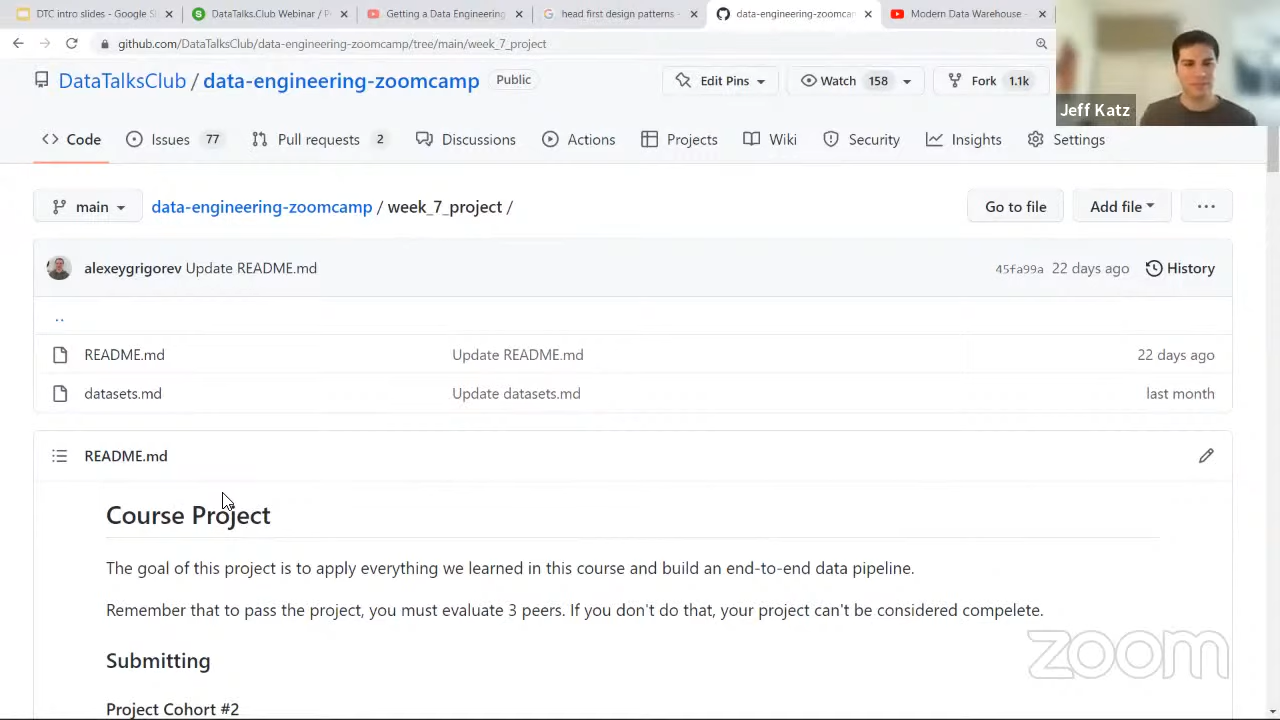 DTC intro slides - Google S
DataTalks.Club Webinar / P
Getting a Data Engineering
head first design patterns -
data-engineering-zoomcam
Modern Data Warehouse -
github.com/DataTalksClub/data-engineering-zoomcamp/tree/main/week_7_project
DataTalksClub / data-engineering-zoomcamp Public
Edit Pins Watch 158 Fork 1.1k
Jeff Katz
Code Issues 77 Pull requests 2 Discussions Actions Projects Wiki Security Insights Settings
main data-engineering-zoomcamp / week_7_project / Go to file Add file ...
alexeygrigorev Update README.md 45fa99a 22 days ago History
..
README.md Update README.md 22 days ago
datasets.md Update datasets.md last month
README.md
Course Project
The goal of this project is to apply everything we learned in this course and build an end-to-end data pipeline.
Remember that to pass the project, you must evaluate 3 peers. If you don't do that, your project can't be considered compelete.
Submitting
zoom
Project Cohort #2